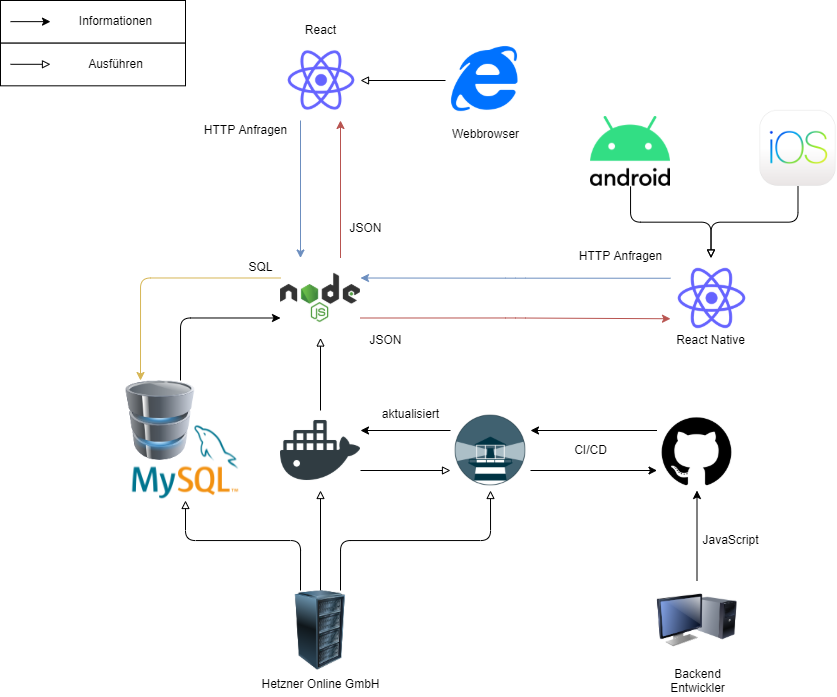 Informationen
Ausführen
React
HTTP Anfragen
Webbrowser
android
iOS
JSON
SQL
HTTP Anfragen
node
JS
JSON
React Native
aktualisiert
CI/CD
MySQL™
JavaScript
Hetzner Online GmbH
Backend
Entwickler